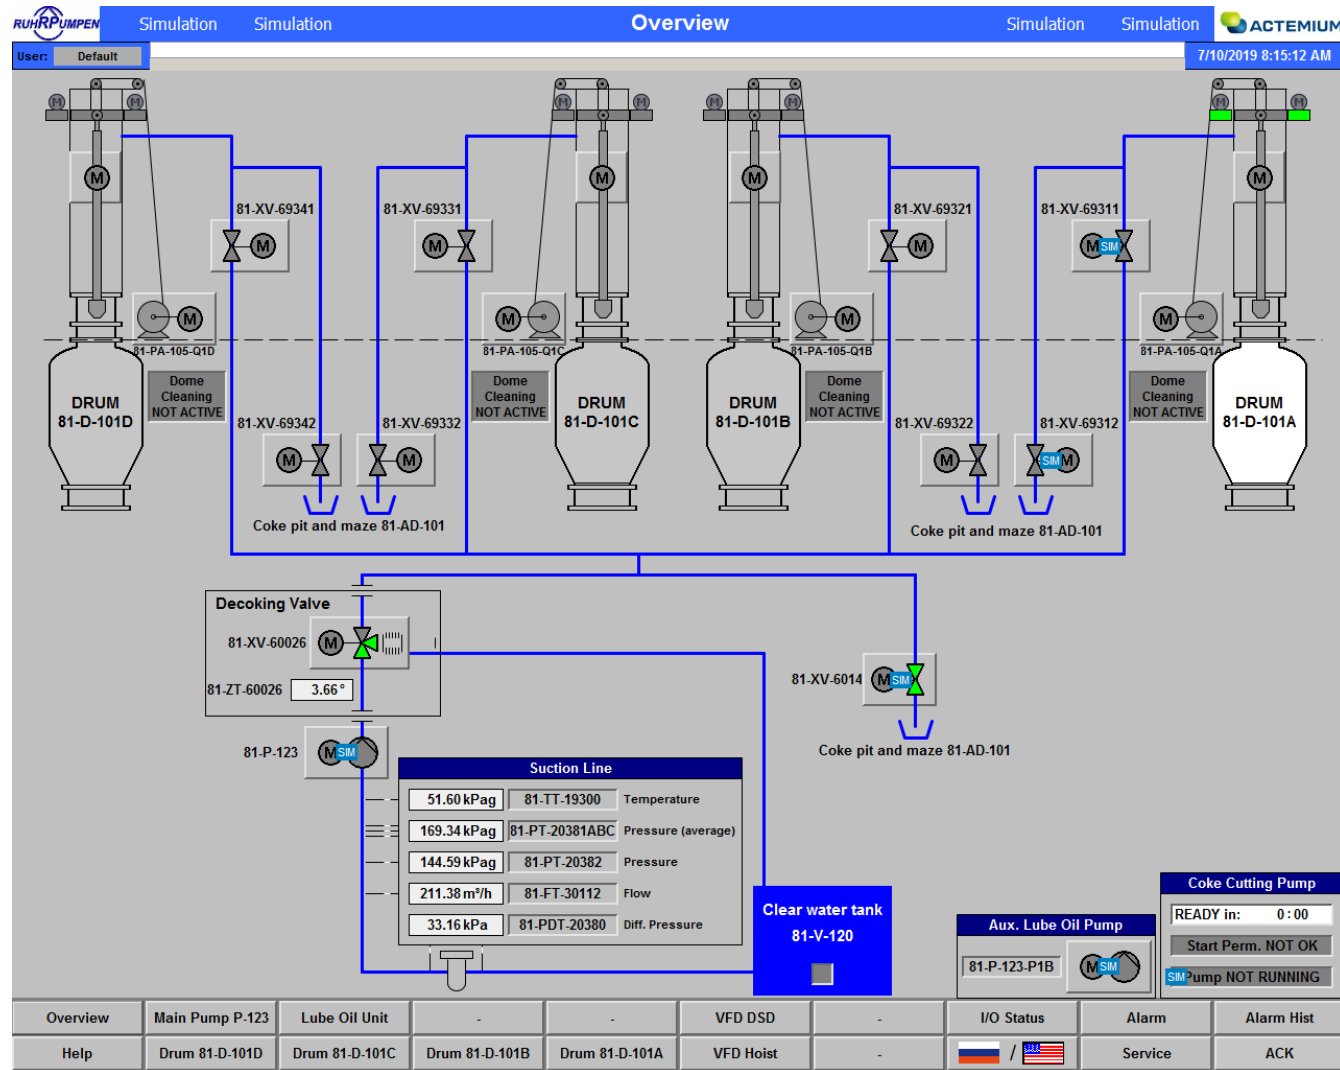 RUHRPUMPEN
Simulation
Simulation
Overview
Simulation
Simulation
ACTEMIUM
User:
Default
7/10/2019 8:15:12 AM
M
M
M
M
M
M
M
M
M
M
M
M
81-XV-69341
81-XV-69331
81-XV-69321
81-XV-69311
M
M
M
M
SIM
M
M
M
M
81-PA-105-Q1D
81-PA-105-Q1C
81-PA-105-Q1B
81-PA-105-Q1A
Dome
Cleaning
NOT ACTIVE
Dome
Cleaning
NOT ACTIVE
Dome
Cleaning
NOT ACTIVE
Dome
Cleaning
NOT ACTIVE
DRUM
81-D-101D
DRUM
81-D-101C
DRUM
81-D-101B
DRUM
81-D-101A
81-XV-69342
81-XV-69332
81-XV-69322
81-XV-69312
M
M
M
SIM
M
Coke pit and maze 81-AD-101
Coke pit and maze 81-AD-101
Decoking Valve
81-XV-60026
M
81-ZT-60026
3.66°
81-XV-6014
M
SIM
Coke pit and maze 81-AD-101
81-P-123
M
SIM
Suction Line
51.60 kPag 81-TT-19300 Temperature
169.34 kPag 81-PT-20381ABC Pressure (average)
144.59 kPag 81-PT-20382 Pressure
211.38 m³/h 81-FT-30112 Flow
33.16 kPa 81-PDT-20380 Diff. Pressure
Clear water tank
81-V-120
Aux. Lube Oil Pump
81-P-123-P1B
M
SIM
Coke Cutting Pump
READY in: 0:00
Start Perm. NOT OK
SIM
Pump NOT RUNNING
Overview
Main Pump P-123
Lube Oil Unit
-
-
VFD DSD
-
I/O Status
Alarm
Alarm Hist
Help
Drum 81-D-101D
Drum 81-D-101C
Drum 81-D-101B
Drum 81-D-101A
VFD Hoist
-
/
Service
ACK